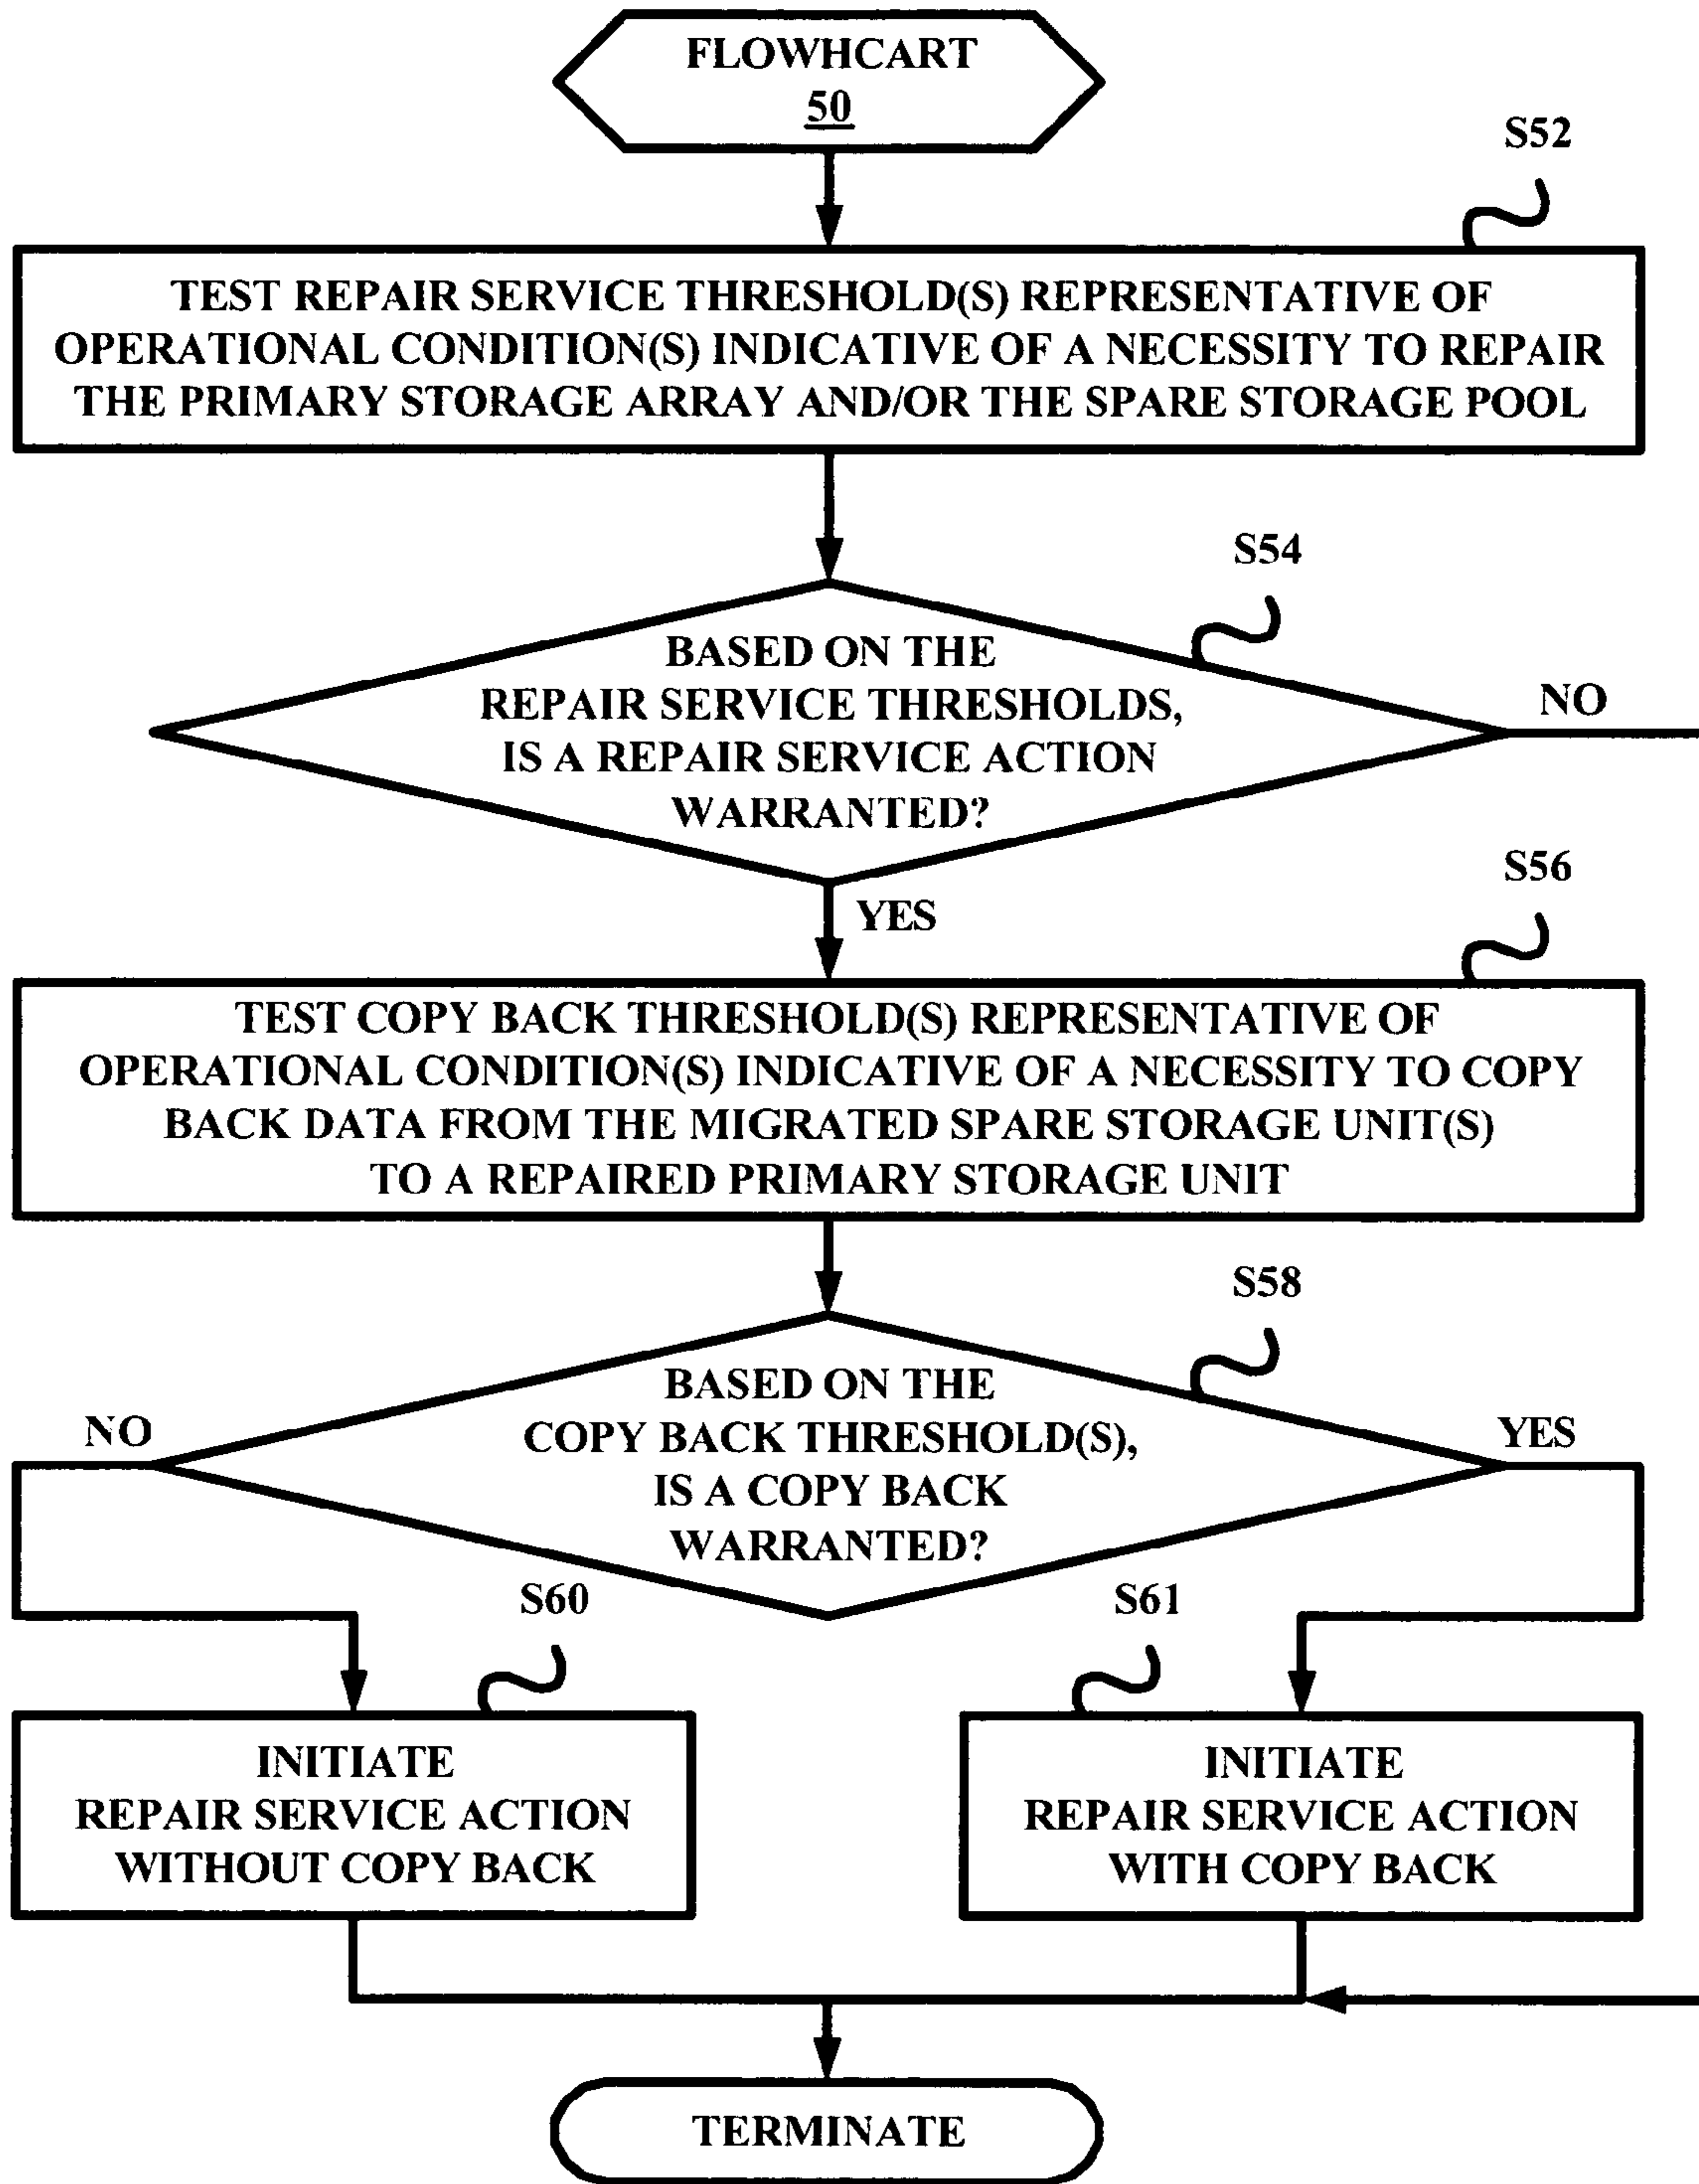 FLOWHCART
50
S52
TEST REPAIR SERVICE THRESHOLD(S) REPRESENTATIVE OF
OPERATIONAL CONDITION(S) INDICATIVE OF A NECESSITY TO REPAIR
THE PRIMARY STORAGE ARRAY AND/OR THE SPARE STORAGE POOL
S54
BASED ON THE
REPAIR SERVICE THRESHOLDS,
IS A REPAIR SERVICE ACTION
WARRANTED?
NO
YES
S56
TEST COPY BACK THRESHOLD(S) REPRESENTATIVE OF
OPERATIONAL CONDITION(S) INDICATIVE OF A NECESSITY TO COPY
BACK DATA FROM THE MIGRATED SPARE STORAGE UNIT(S)
TO A REPAIRED PRIMARY STORAGE UNIT
S58
BASED ON THE
COPY BACK THRESHOLD(S),
IS A COPY BACK
WARRANTED?
NO
YES
S60
INITIATE
REPAIR SERVICE ACTION
WITHOUT COPY BACK
S61
INITIATE
REPAIR SERVICE ACTION
WITH COPY BACK
TERMINATE